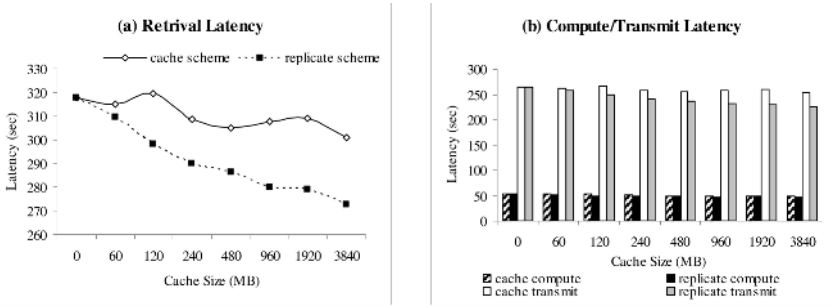 (a) Retrival Latency
cache scheme
replicate scheme
330
320
310
300
290
280
270
260
Latency (sec)
0 60 120 240 480 960 1920 3840
Cache Size (MB)
(b) Compute/Transmit Latency
300
250
200
150
100
50
0
Latency (sec)
0 60 120 240 480 960 1920 3840
Cache Size (MB)
cache compute
replicate compute
cache transmit
replicate transmit